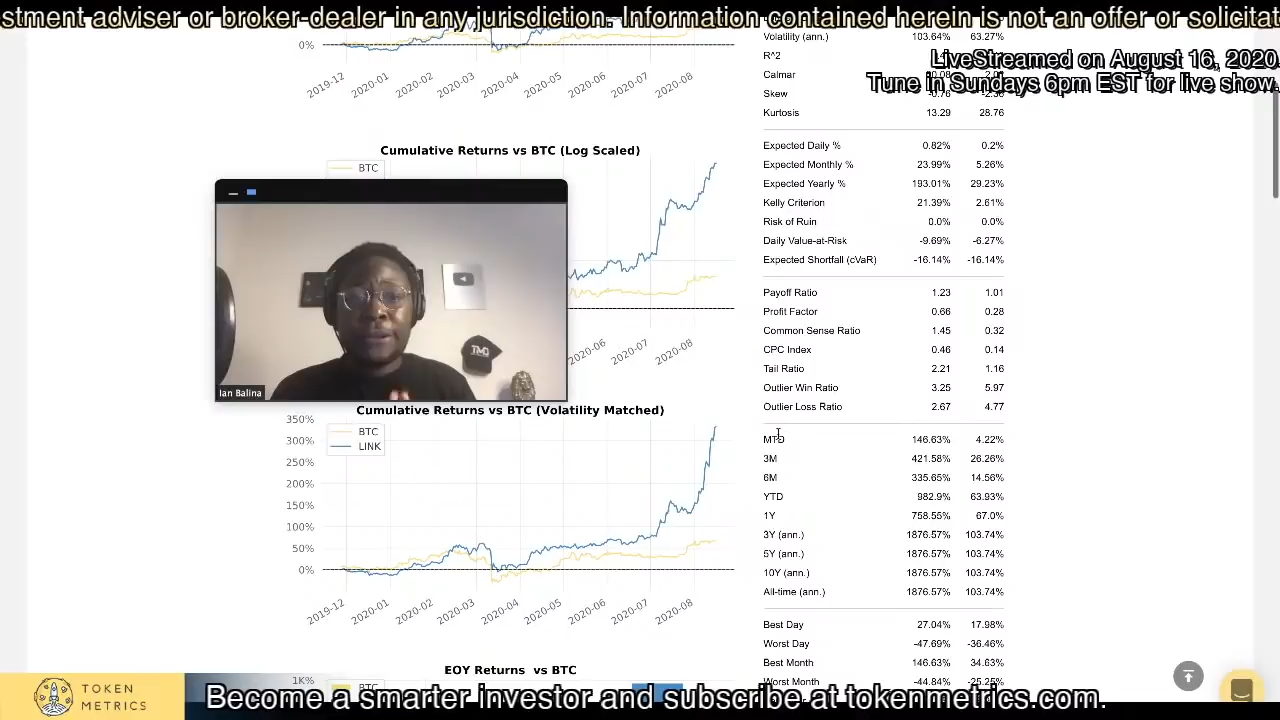 stment adviser or broker-dealer in any jurisdiction. Information contained herein is not an offer or solicitat
LiveStreamed on August 16, 2020.
Tune in Sundays 6pm EST for live show.
0%
2019-12 2020-01 2020-02 2020-03 2020-04 2020-05 2020-06 2020-07 2020-08
Cumulative Returns vs BTC (Log Scaled)
BTC
Ian Balina
TMD
2020-06 2020-07 2020-08
Cumulative Returns vs BTC (Volatility Matched)
350%
300%
250%
200%
150%
100%
50%
0%
BTC
LINK
2019-12 2020-01 2020-02 2020-03 2020-04 2020-05 2020-06 2020-07 2020-08
EOY Returns vs BTC
1K%
BTC
Volatility (ann.) 103.64% 63.27%
R^2
Calmar
Skew
Kurtosis 13.29 28.76
Expected Daily % 0.82% 0.2%
Expected Monthly % 23.99% 5.26%
Expected Yearly % 29.23%
Kelly Criterion 21.39% 2.61%
Risk of Ruin 0.0% 0.0%
Daily Value-at-Risk -9.69% -6.27%
Expected Shortfall (cVaR) -16.14% -16.14%
Payoff Ratio 1.23 1.01
Profit Factor 0.66 0.28
Common Sense Ratio 1.45 0.32
CPC Index 0.46 0.14
Tail Ratio 2.21 1.16
Outlier Win Ratio 3.25 5.97
Outlier Loss Ratio 2.67 4.77
MTD 146.63% 4.22%
3M 421.58% 26.26%
6M 335.65% 14.56%
YTD 982.9% 63.93%
1Y 758.55% 67.0%
3Y (ann.) 1876.57% 103.74%
5Y (ann.) 1876.57% 103.74%
10Y (ann.) 1876.57% 103.74%
All-time (ann.) 1876.57% 103.74%
Best Day 27.04% 17.98%
Worst Day -47.69% -36.46%
Best Month 146.63% 34.63%
Worst Month -44.84%
TOKEN
METRICS
Become a smarter investor and subscribe at tokenmetrics.com.